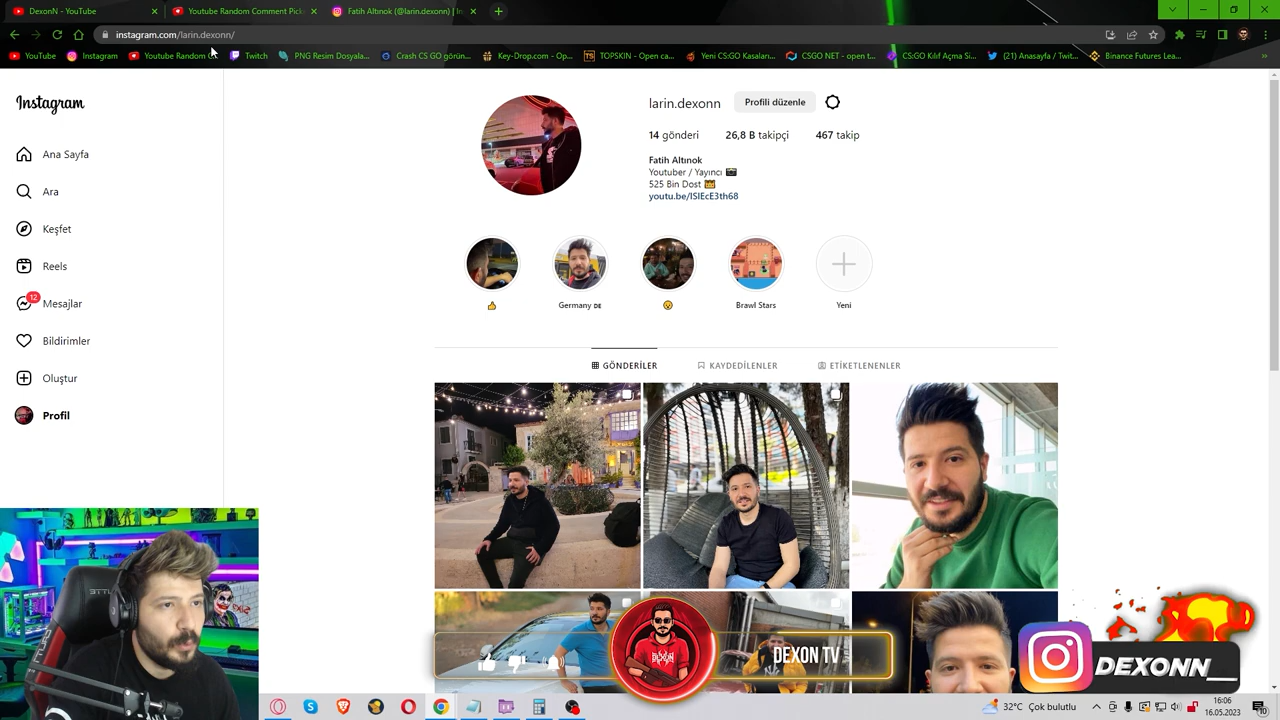 DexonN - YouTube
Youtube Random Comment Pick
Fatih Altınok (@larin.dexonn) | In
instagram.com/larin.dexonn/
YouTube
Instagram
Youtube Random C
Twitch
PNG Resim Dosyala...
Crash CS GO görün...
Key-Drop.com - Op...
TOPSKIN - Open ca...
Yeni CS:GO Kasaları...
CSGO NET - open t...
CS:GO Kılıf Açma Si...
(21) Anasayfa / Twit...
Binance Futures Lea...
Instagram
Ana Sayfa
Ara
Keşfet
Reels
12
Mesajlar
Bildirimler
Oluştur
Profil
larin.dexonn
Profili düzenle
14 gönderi
26,8 B takipçi
467 takip
Fatih Altınok
Youtuber / Yayıncı
525 Bin Dost
youtu.be/ISlEcE3th68
Germany DE
Brawl Stars
Yeni
GÖNDERİLER
KAYDEDİLENLER
ETİKETLENENLER
DEXON TV
DEXONN__
32°C Çok bulutlu
16:06
16.05.2023
10